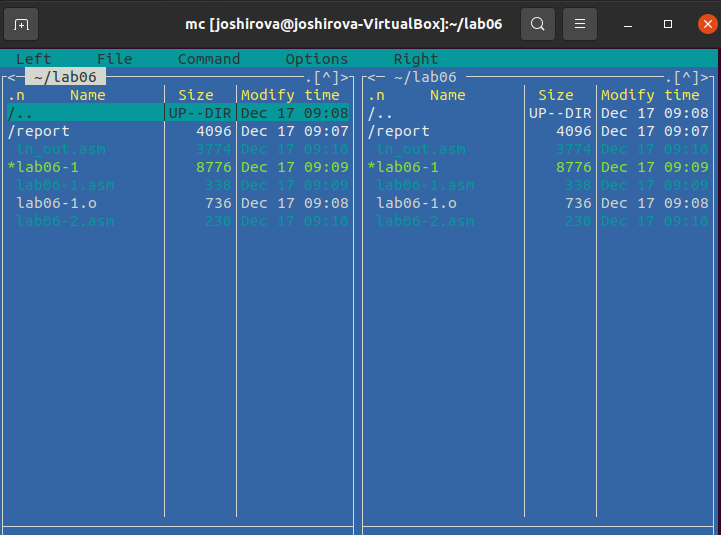 mc [joshirova@joshirova-VirtualBox]:~/lab06
Left File Command Options Right
<─ ~/lab06 ─.[^]>
.n Name Size Modify time
/.. UP--DIR Dec 17 09:08
/report 4096 Dec 17 09:07
in_out.asm 3774 Dec 17 09:10
*lab06-1 8776 Dec 17 09:09
lab06-1.asm 338 Dec 17 09:09
lab06-1.o 736 Dec 17 09:08
lab06-2.asm 230 Dec 17 09:10
<─ ~/lab06 ─.[^]>
.n Name Size Modify time
/.. UP--DIR Dec 17 09:08
/report 4096 Dec 17 09:07
in_out.asm 3774 Dec 17 09:10
*lab06-1 8776 Dec 17 09:09
lab06-1.asm 338 Dec 17 09:09
lab06-1.o 736 Dec 17 09:08
lab06-2.asm 230 Dec 17 09:10